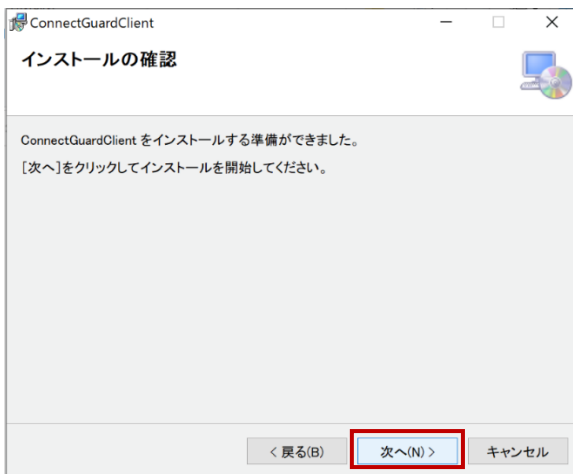 ConnectGuardClient
インストールの確認
ConnectGuardClient をインストールする準備ができました。
[次へ]をクリックしてインストールを開始してください。
< 戻る(B)
次へ(N) >
キャンセル